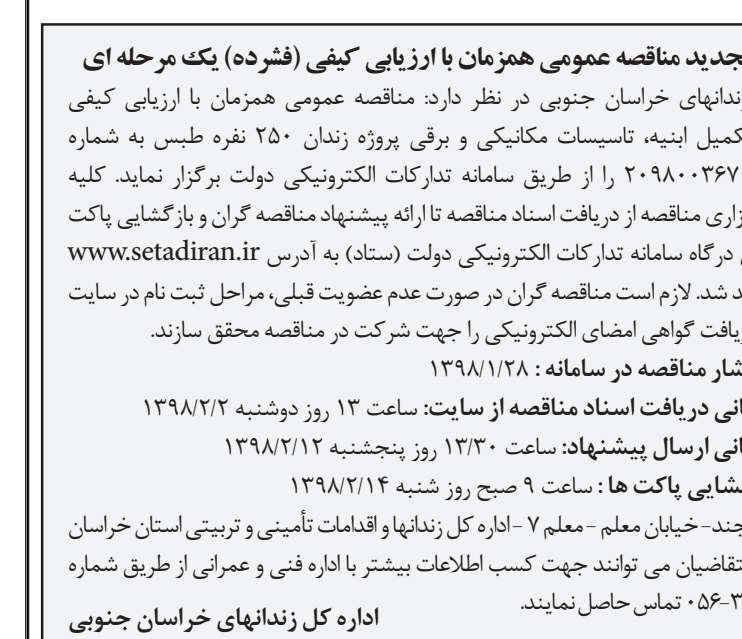 جدید مناقصه عمومی همزمان با ارزیابی کیفی (فشرده) یک مرحله ای
زندانهای خراسان جنوبی در نظر دارد: مناقصه عمومی همزمان با ارزیابی کیفی
کمیل ابنیه، تاسیسات مکانیکی و برقی پروژه زندان ۲۵۰ نفره طبس به شماره
۲۰۹۸۰۰۳۶۷ را از طریق سامانه تدارکات الکترونیکی دولت برگزار نماید. کلیه
زاری مناقصه از دریافت اسناد مناقصه تا ارائه پیشنهاد مناقصه گران و بازگشایی پاکت
درگاه سامانه تدارکات الکترونیکی دولت (ستاد) به آدرس www.setadiran.ir
د شد. لازم است مناقصه گران در صورت عدم عضویت قبلی، مراحل ثبت نام در سایت
یافت گواهی امضای الکترونیکی را جهت شرکت در مناقصه محقق سازند.
شار مناقصه در سامانه : ۱۳۹۸/۱/۲۸
انی دریافت اسناد مناقصه از سایت: ساعت ۱۳ روز دوشنبه ۱۳۹۸/۲/۲
انی ارسال پیشنهاد: ساعت ۱۳/۳۰ روز پنجشنبه ۱۳۹۸/۲/۱۲
شایی پاکت ها : ساعت ۹ صبح روز شنبه ۱۳۹۸/۲/۱۴
جند-خیابان معلم -معلم ۷ -اداره کل زندانها و اقدامات تأمینی و تربیتی استان خراسان
تقاضیان می توانند جهت کسب اطلاعات بیشتر با اداره فنی و عمرانی از طریق شماره
۰۵۶-۳ تماس حاصل نمایند.
اداره کل زندانهای خراسان جنوبی